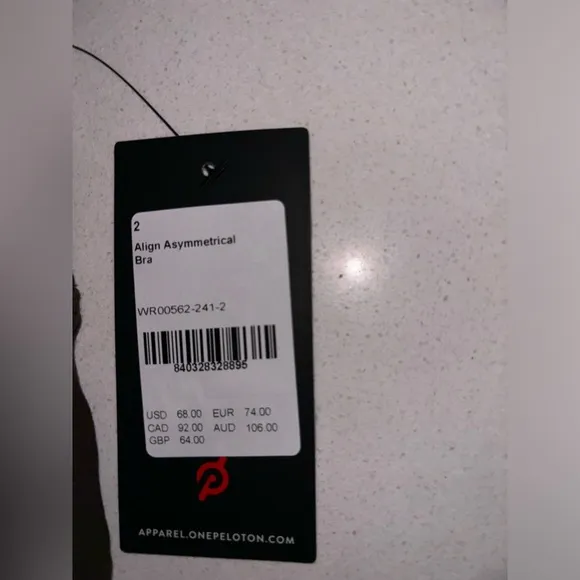 2
Align Asymmetrical
Bra
WR00562-241-2
840328328895
USD 68.00 EUR 74.00
CAD 92.00 AUD 106.00
GBP 64.00
APPAREL.ONEPELOTON.COM